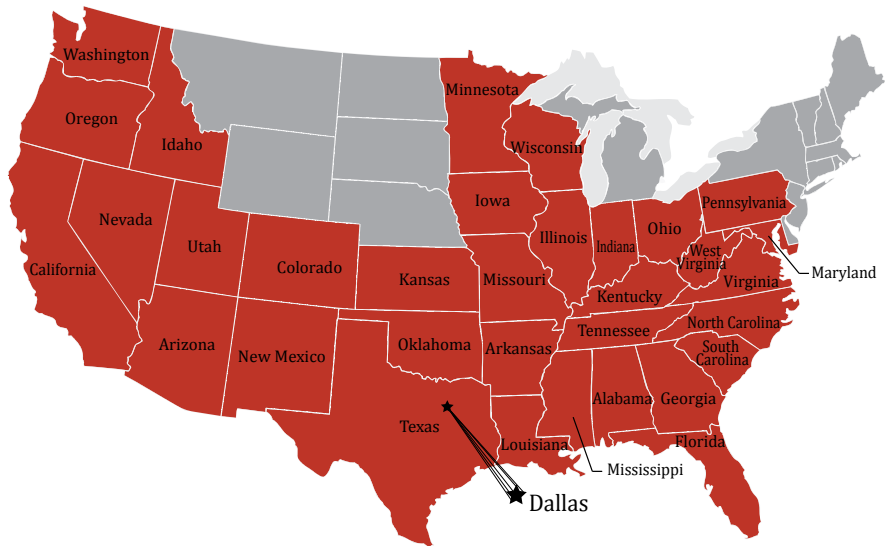 Washington
Minnesota
Oregon
Idaho
Wisconsin
Iowa
Pennsylvania
Nevada
Ohio
Illinois
Indiana
Utah
West
Virginia
California
Colorado
Maryland
Kansas
Missouri
Virginia
Kentucky
North Carolina
Tennessee
Arizona
Oklahoma
Arkansas
South
Carolina
New Mexico
Alabama
Georgia
Texas
Louisiana
Florida
Mississippi
Dallas